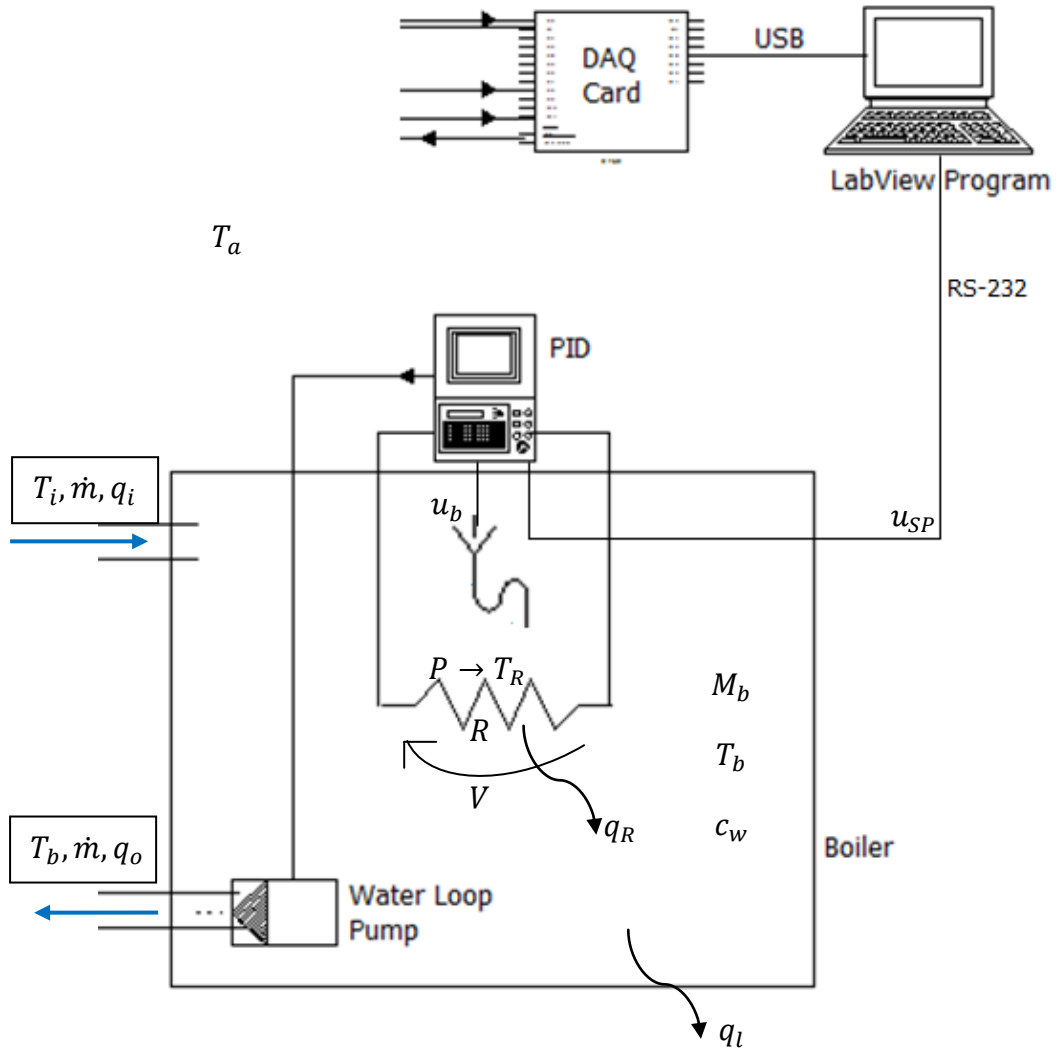 DAQ
Card
USB
LabView Program
T_a
RS-232
PID
T_i, ṁ, q_i
u_b
u_SP
P → T_R
R
V
M_b
T_b
c_w
q_R
T_b, ṁ, q_o
Boiler
Water Loop
Pump
q_l